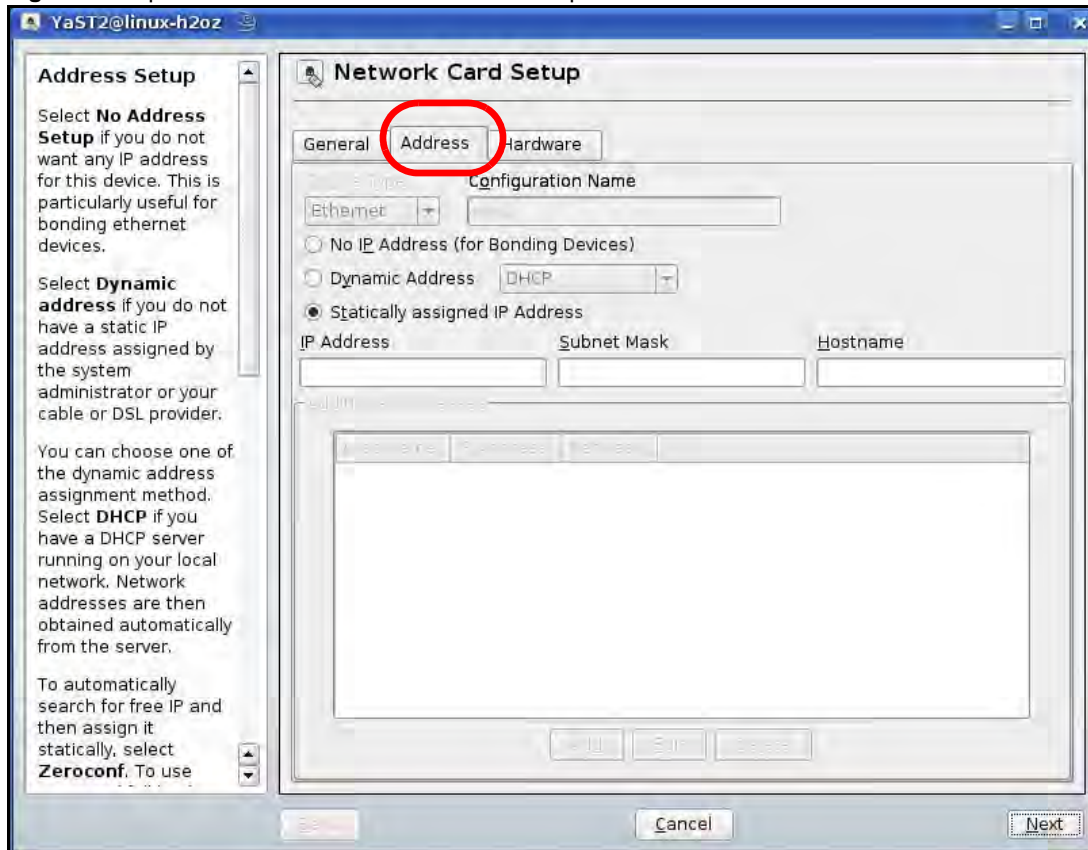 YaST2@linux-h2oz
Address Setup
Select No Address
Setup if you do not
want any IP address
for this device. This is
particularly useful for
bonding ethernet
devices.
Select Dynamic
address if you do not
have a static IP
address assigned by
the system
administrator or your
cable or DSL provider.
You can choose one of
the dynamic address
assignment method.
Select DHCP if you
have a DHCP server
running on your local
network. Network
addresses are then
obtained automatically
from the server.
To automatically
search for free IP and
then assign it
statically, select
Zeroconf. To use
Network Card Setup
General Address Hardware
Configuration Name
Ethernet
No IP Address (for Bonding Devices)
Dynamic Address DHCP
Statically assigned IP Address
IP Address Subnet Mask Hostname
Cancel Next